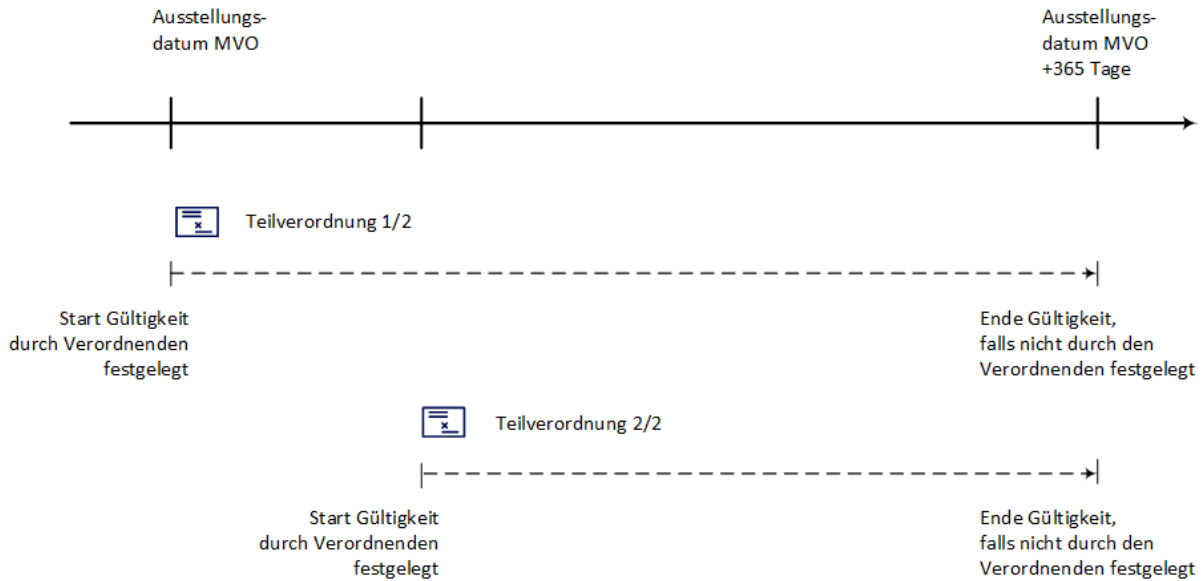 Ausstellungs-
datum MVO
Ausstellungs-
datum MVO
+365 Tage
Teilverordnung 1/2
Start Gültigkeit
durch Verordnenden
festgelegt
Ende Gültigkeit,
falls nicht durch den
Verordnenden festgelegt
Teilverordnung 2/2
Start Gültigkeit
durch Verordnenden
festgelegt
Ende Gültigkeit,
falls nicht durch den
Verordnenden festgelegt